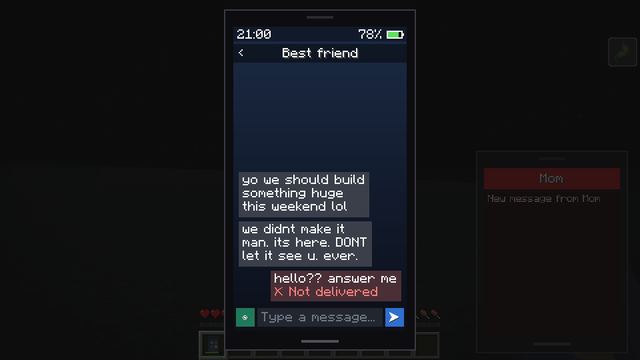 21:00 78%
< Best friend
yo we should build
something huge
this weekend lol
we didnt make it
man. its here. DONT
let it see u. ever.
hello?? answer me
X Not delivered
Type a message...
Mom
New message from Mom